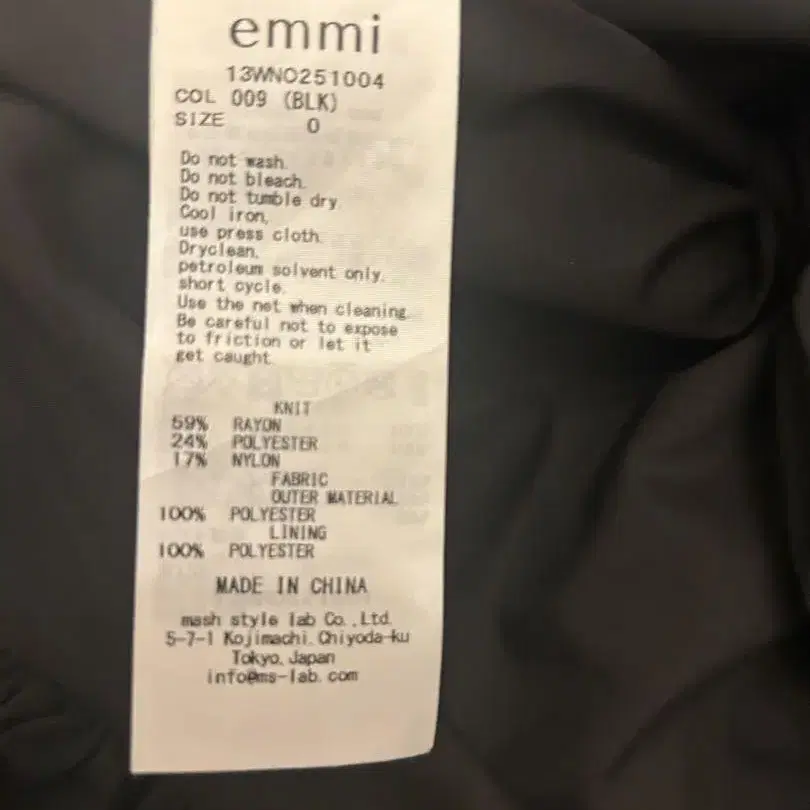 emmi
13WNO251004
COL 009 (BLK)
SIZE 0
Do not wash.
Do not bleach.
Do not tumble dry.
Cool iron,
use press cloth.
Dryclean,
petroleum solvent only.
short cycle.
Use the net when cleaning.
Be careful not to expose
to friction or let it
get caught.
KNIT
59% RAYON
24% POLYESTER
17% NYLON
FABRIC
OUTER MATERIAL
100% POLYESTER
LINING
100% POLYESTER
MADE IN CHINA
mash style lab Co.,Ltd.
5-7-1 Kojimachi, Chiyoda-ku
Tokyo, Japan
info@ms-lab.com